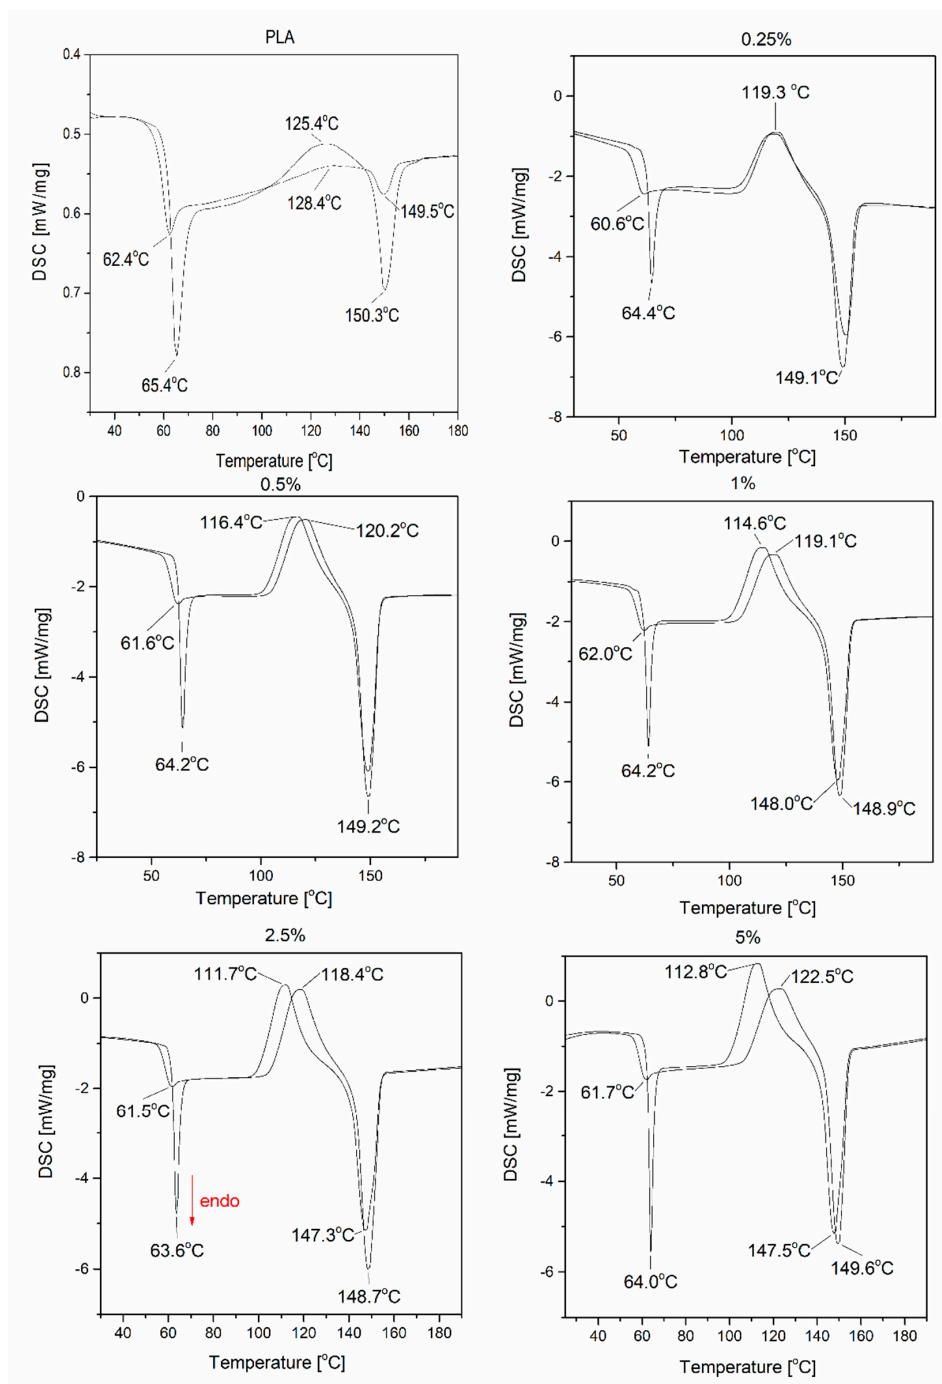 PLA
0.4
0.5
0.6
0.7
0.8
DSC [mW/mg]
125.4°C
128.4°C
149.5°C
62.4°C
150.3°C
65.4°C
40 60 80 100 120 140 160 180
Temperature [°C]
0.25%
0
-2
-4
-6
-8
DSC [mW/mg]
119.3 °C
60.6°C
64.4°C
149.1°C
50 100 150
Temperature [°C]
0.5%
0
-2
-4
-6
-8
DSC [mW/mg]
116.4°C
120.2°C
61.6°C
64.2°C
149.2°C
50 100 150
Temperature [°C]
1%
0
-2
-4
-6
-8
DSC [mW/mg]
114.6°C
119.1°C
62.0°C
64.2°C
148.0°C
148.9°C
50 100 150
Temperature [°C]
2.5%
0
-2
-4
-6
DSC [mW/mg]
111.7°C
118.4°C
61.5°C
endo
63.6°C
147.3°C
148.7°C
40 60 80 100 120 140 160 180
Temperature [°C]
5%
0
-2
-4
-6
DSC [mW/mg]
112.8°C
122.5°C
61.7°C
64.0°C
147.5°C
149.6°C
40 60 80 100 120 140 160 180
Temperature [°C]